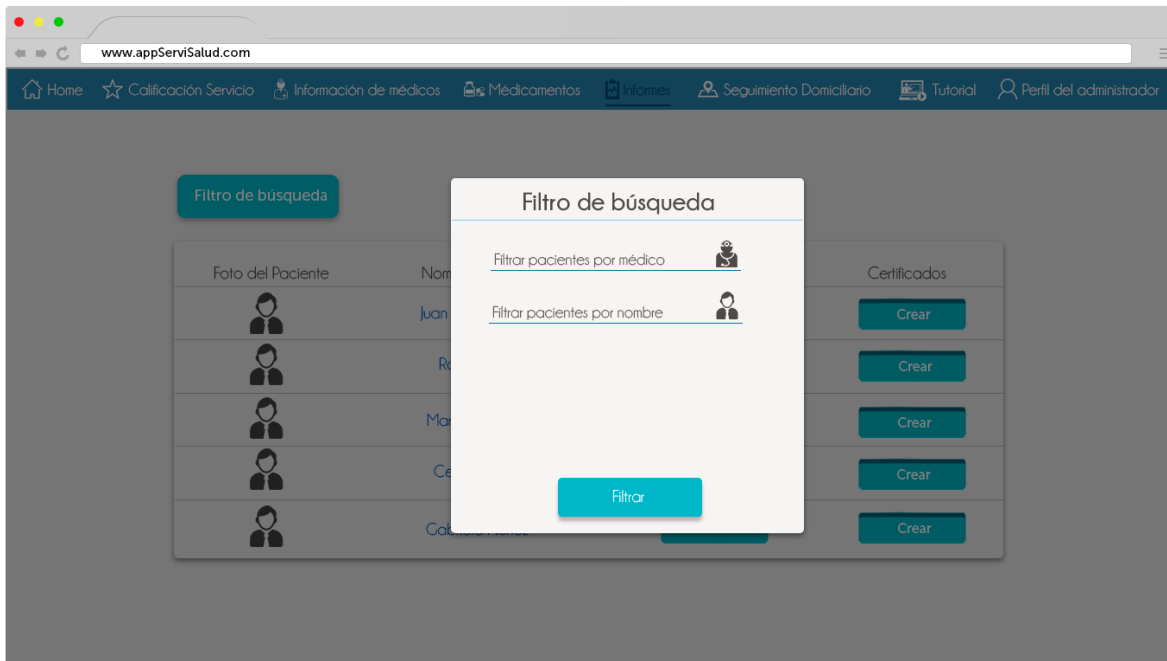 www.appServiSalud.com
Home Calificación Servicio Información de médicos Médicamentos Informes Seguimiento Domiciliario Tutorial Perfil del administrador
Filtro de búsqueda
Filtro de búsqueda
Filtrar pacientes por médico
Foto del Paciente Certificados
Juan Crear
Filtrar pacientes por nombre
Crear
Crear
Crear
Filtrar
Crear